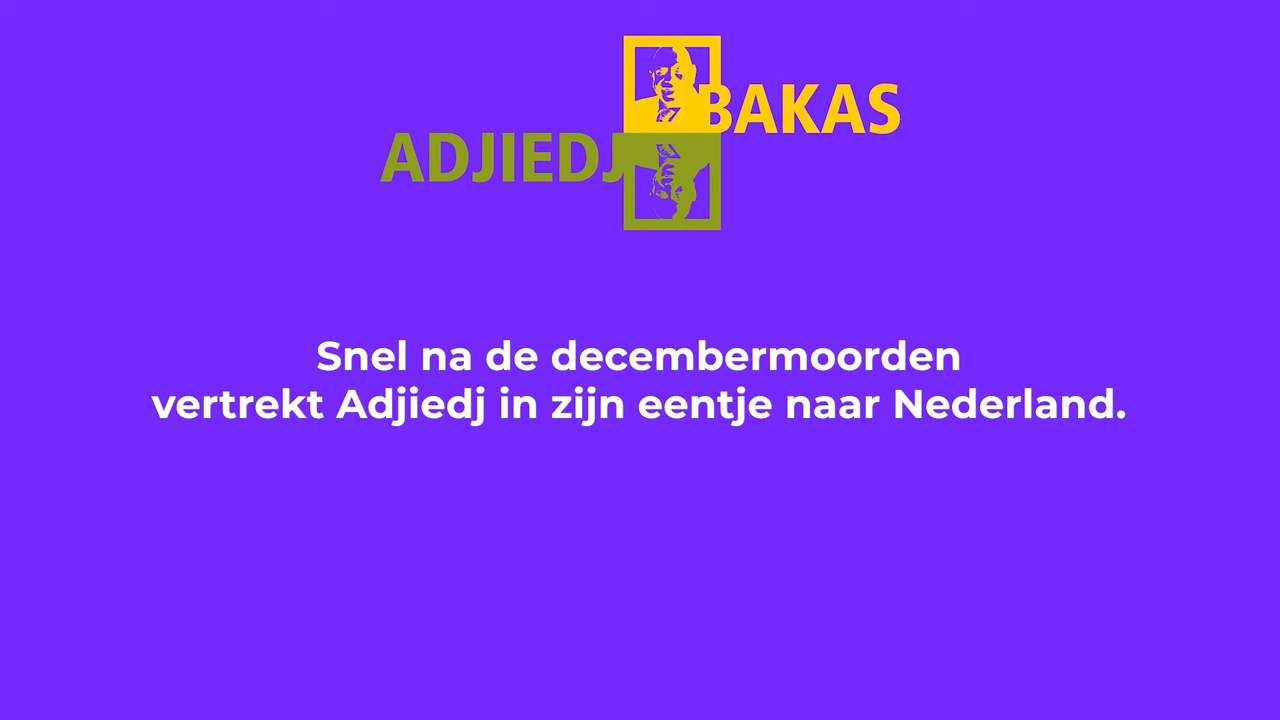 BAKAS
ADJIEDJ
Snel na de decembermoorden
vertrekt Adjiedj in zijn eentje naar Nederland.